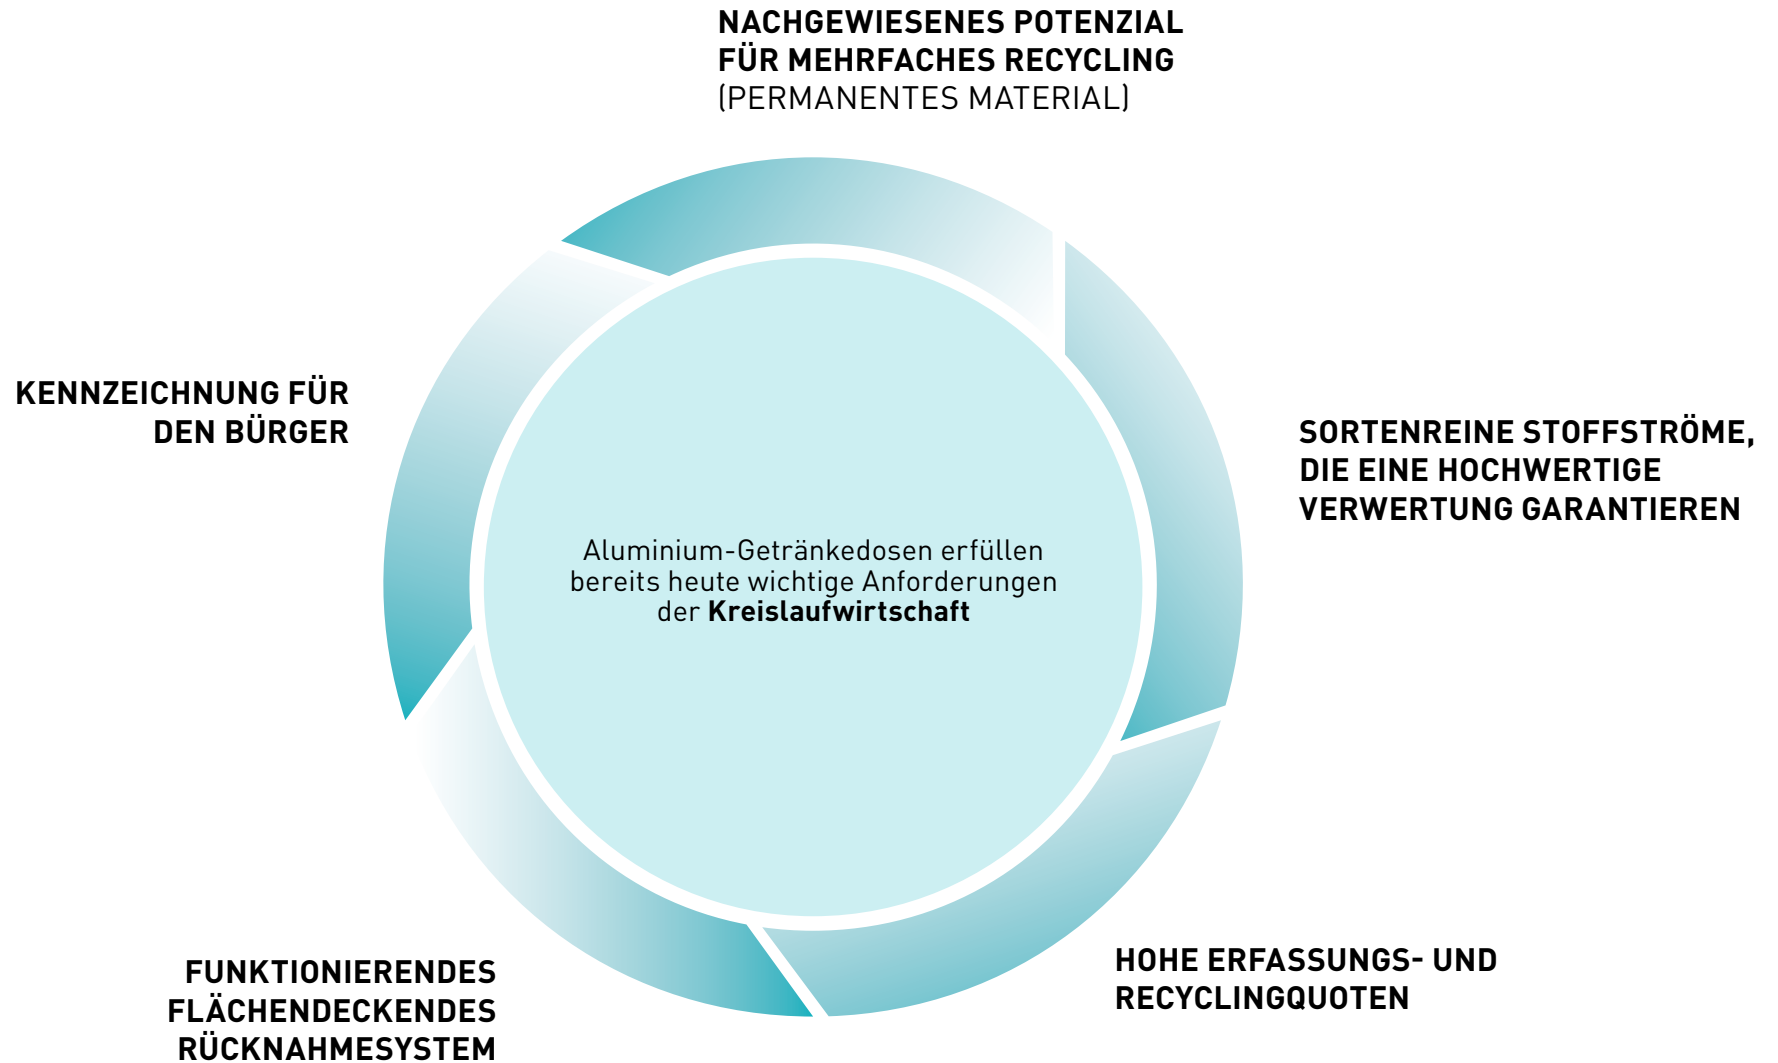 NACHGEWIESENES POTENZIAL
FÜR MEHRFACHES RECYCLING
(PERMANENTES MATERIAL)
KENNZEICHNUNG FÜR
DEN BÜRGER
SORTENREINE STOFFSTRÖME,
DIE EINE HOCHWERTIGE
VERWERTUNG GARANTIEREN
Aluminium-Getränkedosen erfüllen
bereits heute wichtige Anforderungen
der Kreislaufwirtschaft
HOHE ERFASSUNGS- UND
RECYCLINGQUOTEN
FUNKTIONIERENDES
FLÄCHENDECKENDES
RÜCKNAHMESYSTEM